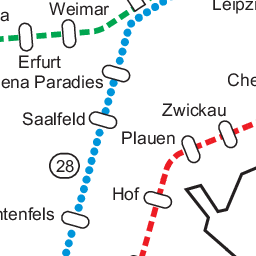 Weimar
Leipzi
a
Erfurt
ena Paradies
Che
Saalfeld
Zwickau
Plauen
28
Hof
ntenfels